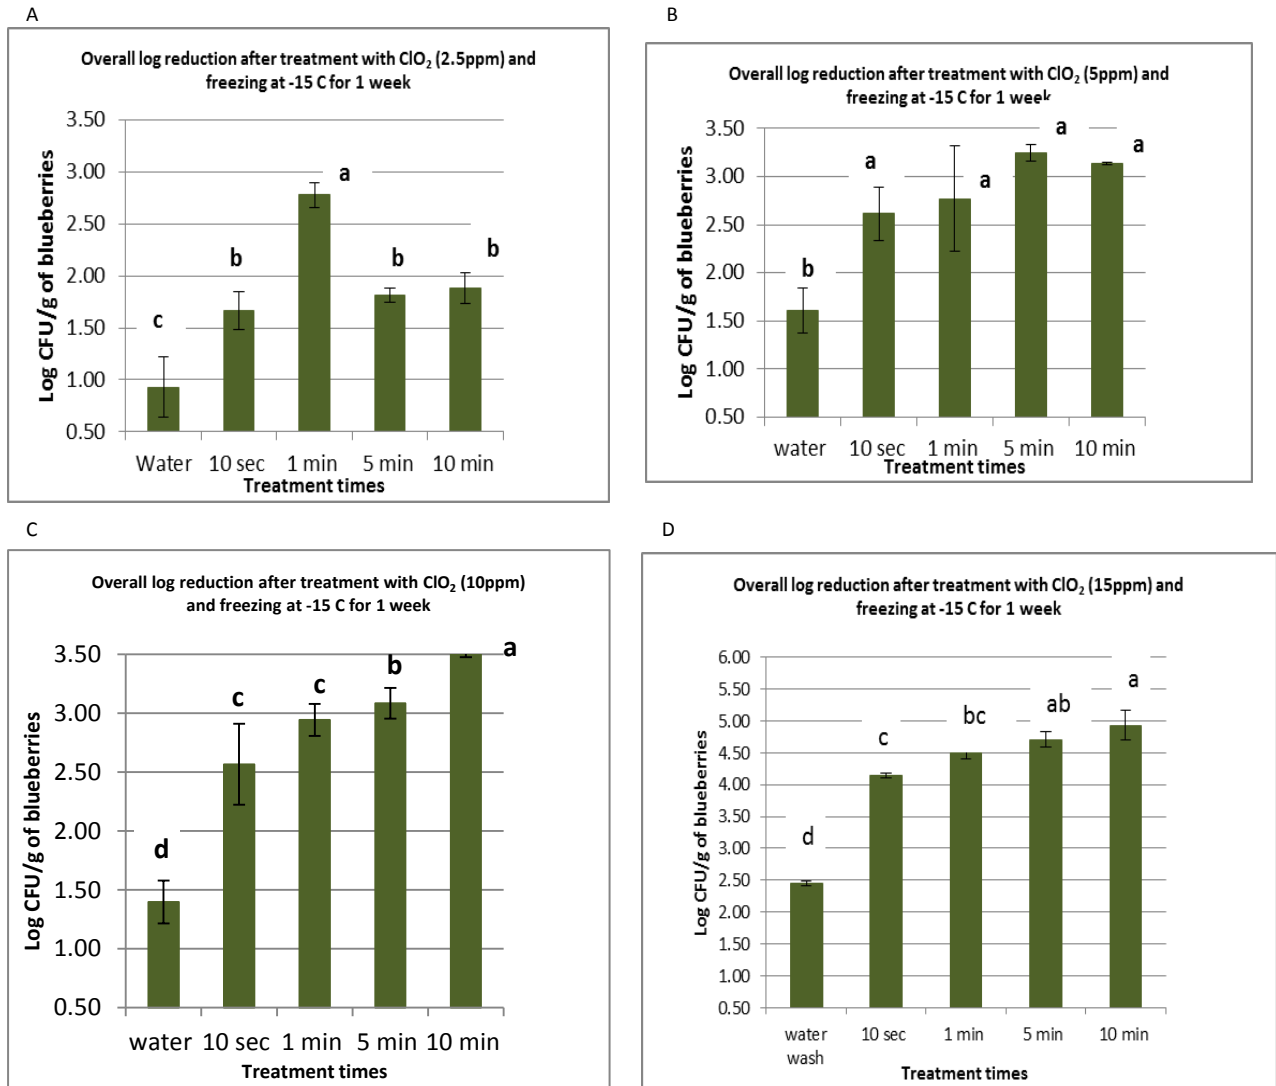 A
Overall log reduction after treatment with ClO₂ (2.5ppm) and
freezing at -15 C for 1 week
Log CFU/g of blueberries
3.50
3.00
2.50
2.00
1.50
1.00
0.50
c
b
a
b
b
Water 10 sec 1 min 5 min 10 min
Treatment times
B
Overall log reduction after treatment with ClO₂ (5ppm) and
freezing at -15 C for 1 week
Log CFU/g of blueberries
3.50
3.00
2.50
2.00
1.50
1.00
0.50
b
a
a
a
a
water 10 sec 1 min 5 min 10 min
Treatment times
C
Overall log reduction after treatment with ClO₂ (10ppm)
and freezing at -15 C for 1 week
Log CFU/g of blueberries
3.50
3.00
2.50
2.00
1.50
1.00
0.50
d
c
c
b
a
water 10 sec 1 min 5 min 10 min
Treatment times
D
Overall log reduction after treatment with ClO₂ (15ppm) and
freezing at -15 C for 1 week
Log CFU/g of blueberries
6.00
5.50
5.00
4.50
4.00
3.50
3.00
2.50
2.00
1.50
1.00
0.50
d
c
bc
ab
a
water 10 sec 1 min 5 min 10 min
wash
Treatment times